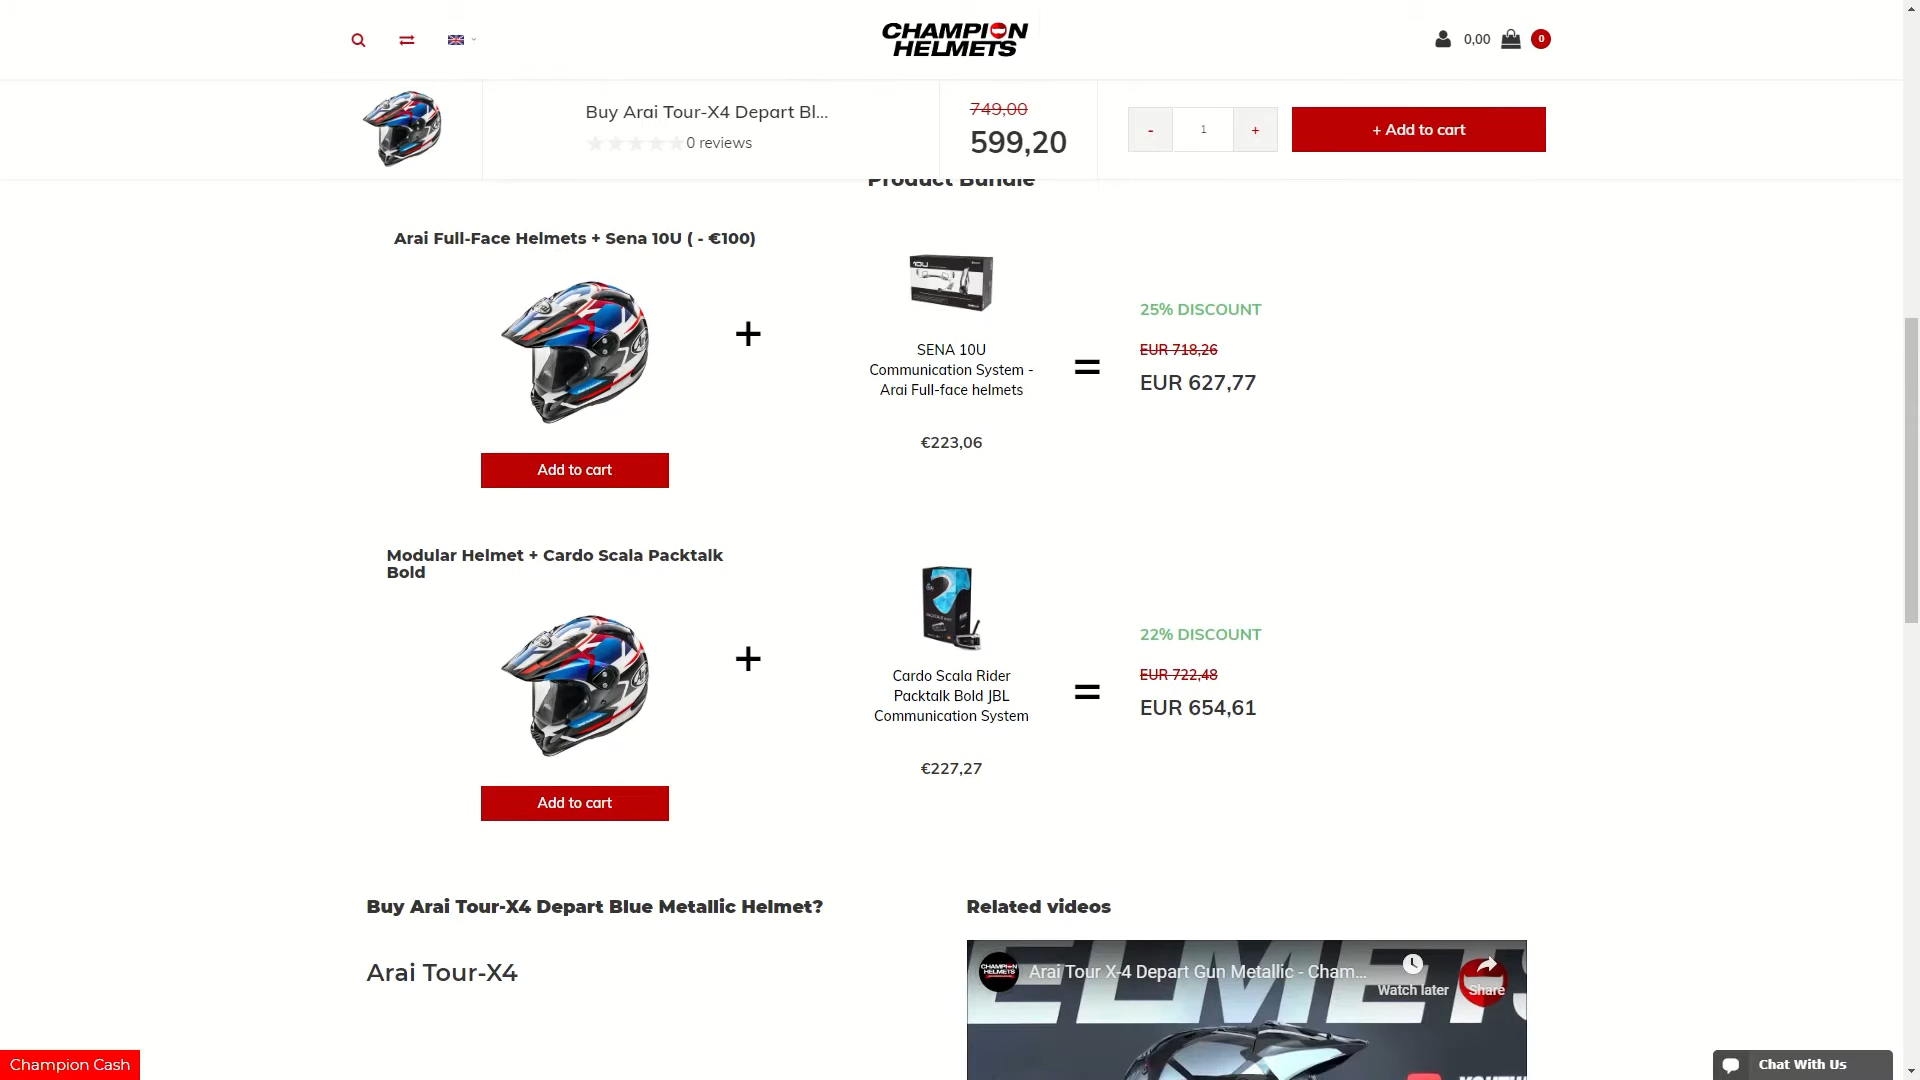 CHAMPION
HELMETS
0,00
0
Buy Arai Tour-X4 Depart Bl...
0 reviews
749,00
599,20
-
1
+
+ Add to cart
Product Bundle
Arai Full-Face Helmets + Sena 10U ( - €100)
+
SENA 10U
Communication System -
Arai Full-face helmets
€223,06
=
25% DISCOUNT
EUR 718,26
EUR 627,77
Add to cart
Modular Helmet + Cardo Scala Packtalk
Bold
+
Cardo Scala Rider
Packtalk Bold JBL
Communication System
€227,27
=
22% DISCOUNT
EUR 722,48
EUR 654,61
Add to cart
Buy Arai Tour-X4 Depart Blue Metallic Helmet?
Arai Tour-X4
Related videos
CHAMPION
HELMETS
Arai Tour X-4 Depart Gun Metallic - Cham...
Watch later
Share
Champion Cash
Chat With Us